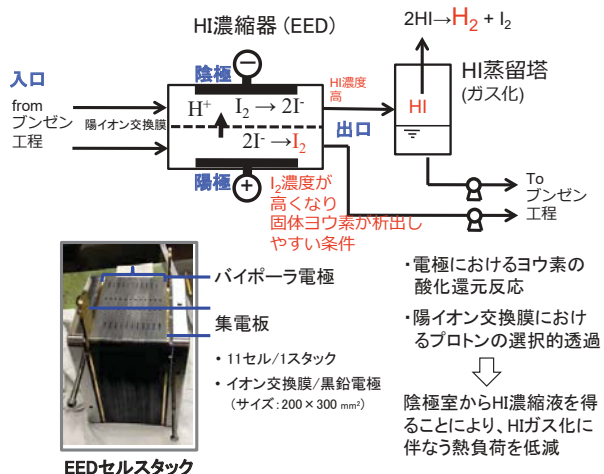 2HI→H₂ + I₂
HI濃縮器 (EED)
陰極
入口
from
ブンゼン
工程
陽イオン交換膜
H⁺
I₂ → 2I⁻
2I⁻ →I₂
陽極
HI濃度
高
出口
HI
HI蒸留塔
(ガス化)
I₂濃度が
高くなり
固体ヨウ素が析出し
やすい条件
To
ブンゼン
工程
バイポーラ電極
集電板
・11セル/1スタック
・イオン交換膜/黒鉛電極
(サイズ:200×300 mm²)
EEDセルスタック
・電極におけるヨウ素の
酸化還元反応
・陽イオン交換膜におけ
るプロトンの選択的透過
陰極室からHI濃縮液を得
ることにより、HIガス化に
伴なう熱負荷を低減